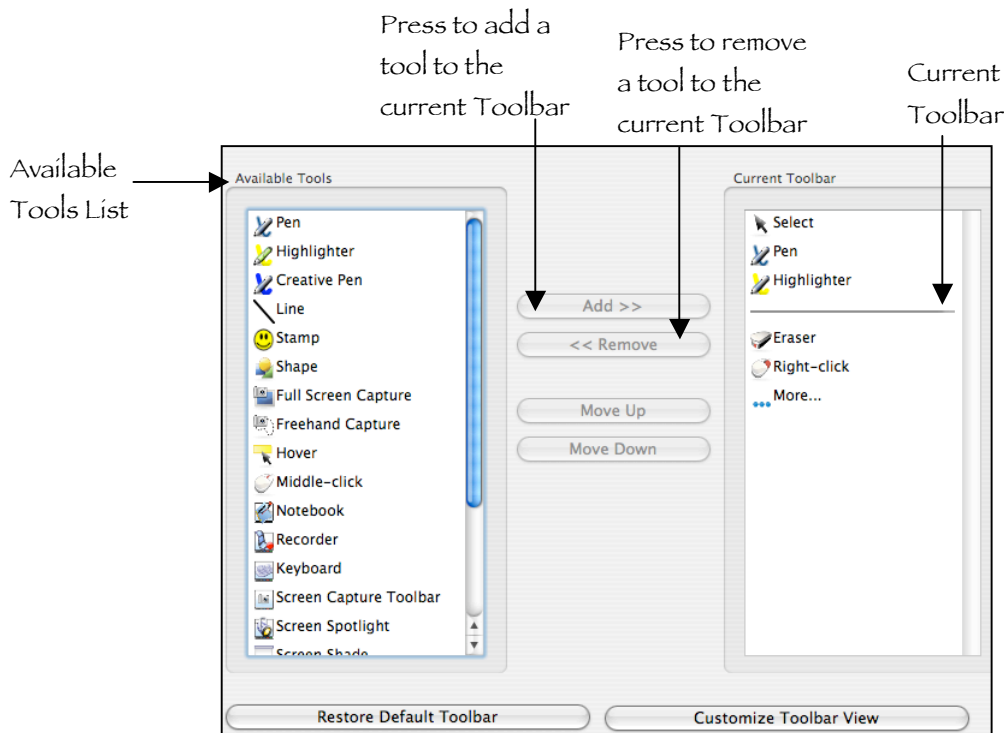 Press to add a
tool to the
current Toolbar
Press to remove
a tool to the
current Toolbar
Current
Toolbar
Available
Tools List
Available Tools
Pen
Highlighter
Creative Pen
Line
Stamp
Shape
Full Screen Capture
Freehand Capture
Hover
Middle-click
Notebook
Recorder
Keyboard
Screen Capture Toolbar
Screen Spotlight
Screen Shade
Add >>
<< Remove
Move Up
Move Down
Current Toolbar
Select
Pen
Highlighter
Eraser
Right-click
More...
Restore Default Toolbar
Customize Toolbar View